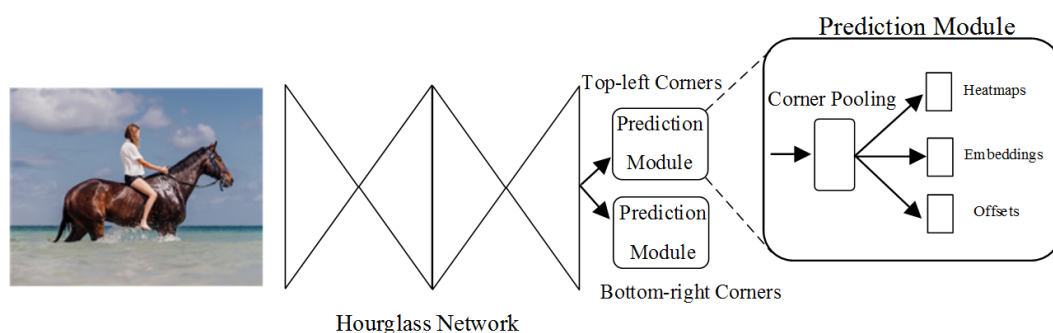 Prediction Module
Top-left Corners
Prediction
Module
Corner Pooling
Heatmaps
Embeddings
Offsets
Prediction
Module
Bottom-right Corners
Hourglass Network